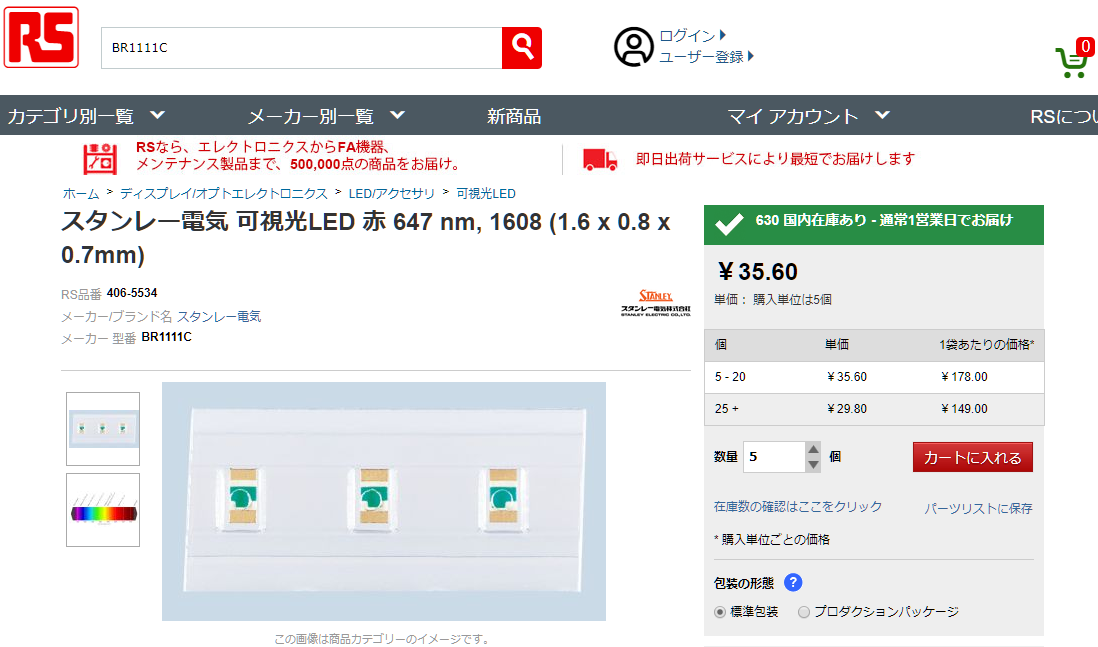 RS
BR1111C
ログイン
ユーザー登録
0
カテゴリ別一覧
メーカー別一覧
新商品
マイ アカウント
RSについ
RSなら、エレクトロニクスからFA機器、
メンテナンス製品まで、500,000点の商品をお届け。
即日出荷サービスにより最短でお届けします
ホーム > ディスプレイ/オプトエレクトロニクス > LED/アクセサリ > 可視光LED
スタンレー電気 可視光LED 赤 647 nm, 1608 (1.6 x 0.8 x
0.7mm)
RS品番 406-5534
メーカー/ブランド名 スタンレー電気
メーカー 型番 BR1111C
STANLEY
スタンレー電気株式会社
STANLEY ELECTRIC CO.,LTD.
この画像は商品カテゴリーのイメージです。
630 国内在庫あり - 通常1営業日でお届け
￥35.60
単価： 購入単位は5個
個 単価 1袋あたりの価格*
5 - 20 ￥35.60 ￥178.00
25 + ￥29.80 ￥149.00
数量 5 個 カートに入れる
在庫数の確認はここをクリック パーツリストに保存
* 購入単位ごとの価格
包装の形態 ?
標準包装 プロダクションパッケージ